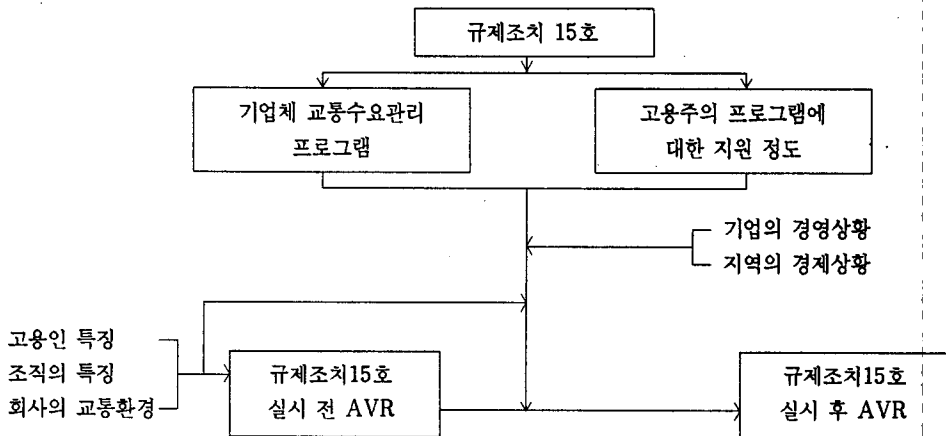 규제조치 15호
기업체 교통수요관리
프로그램
고용주의 프로그램에
대한 지원 정도
기업의 경영상황
지역의 경제상황
고용인 특징
조직의 특징
회사의 교통환경
규제조치15호
실시 전 AVR
규제조치15호
실시 후 AVR